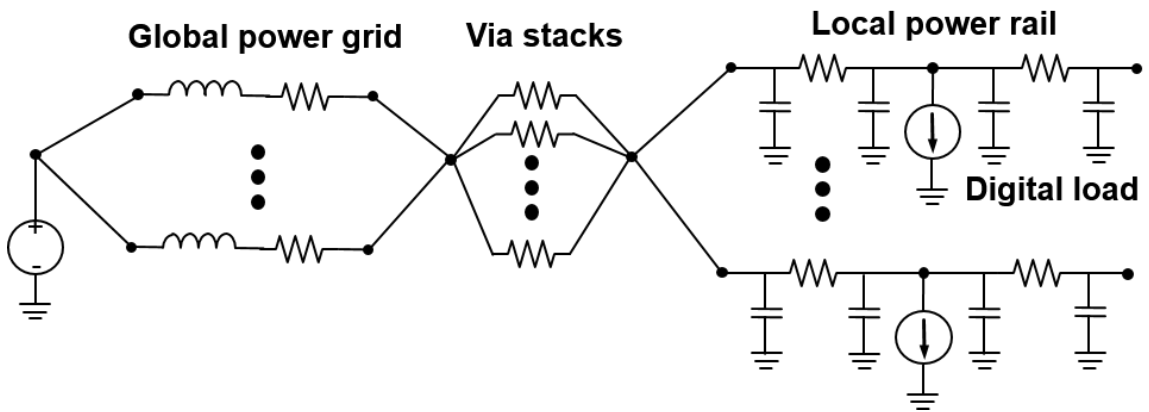 Global power grid
Via stacks
Local power rail
+
-
Digital load